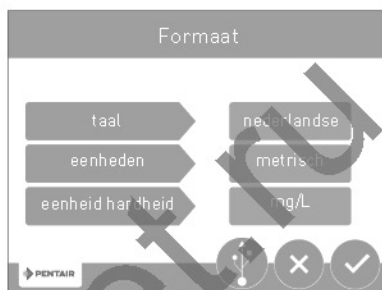 Formaat
taal nederlandse
eenheden metrisch
eenheid hardheid mg/L
PENTAIR